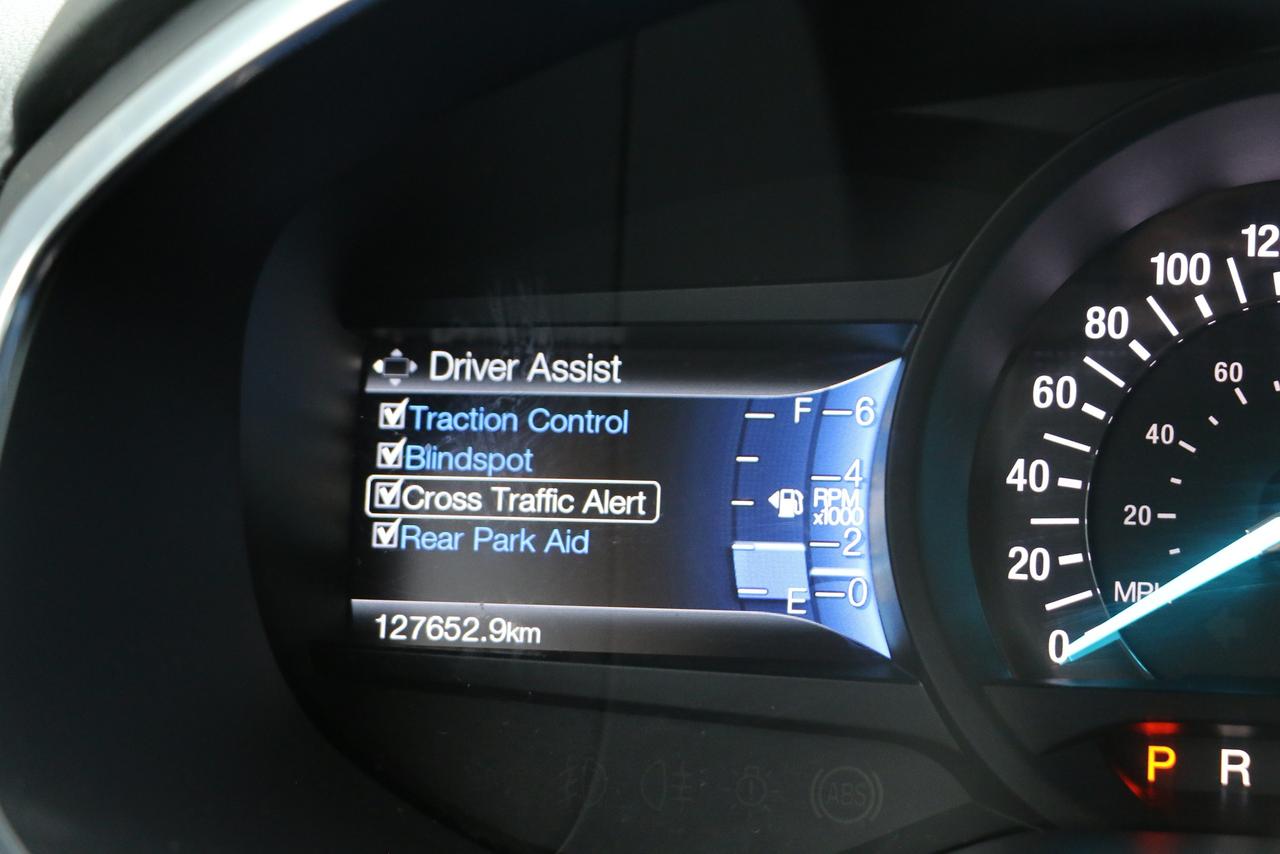 Driver Assist
Traction Control
Blindspot
Cross Traffic Alert
Rear Park Aid
127652.9km
F
E
6
4
RPM
x1000
2
0
100
80
60
40
20
0
60
40
20
P
R
ABS